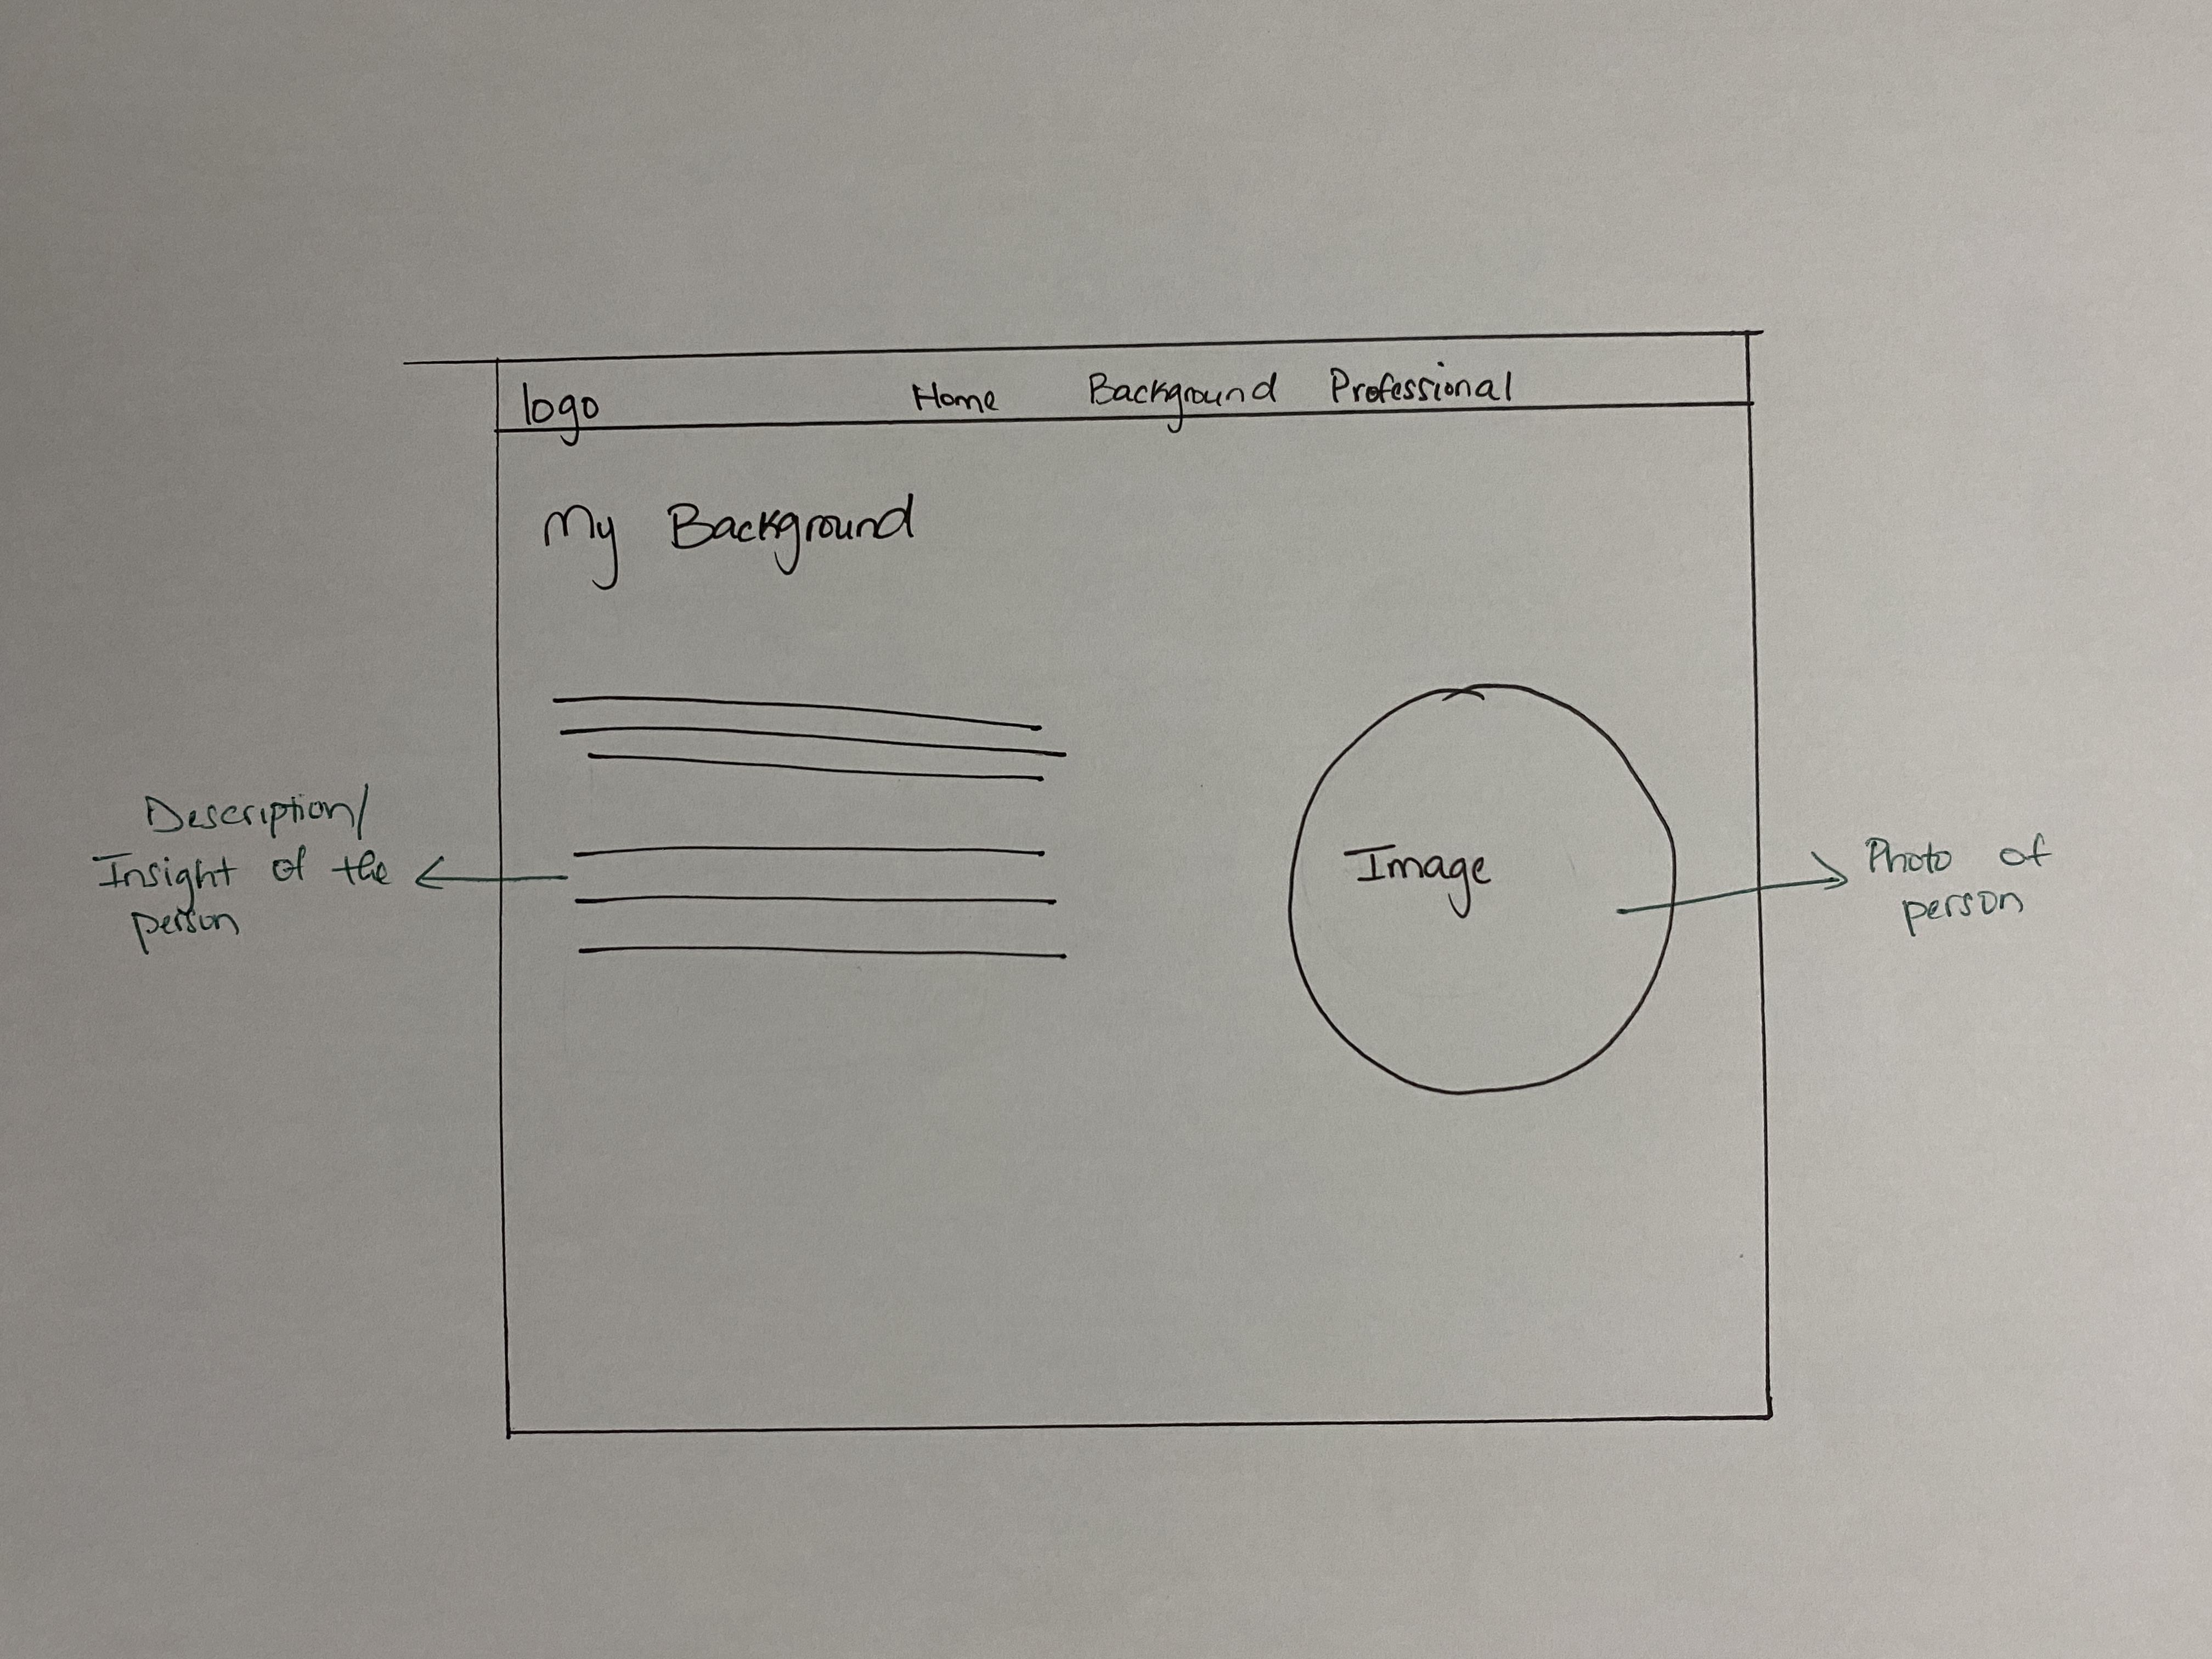 logo
Home
Background
Professional
My Background
Description/
Insight of the
person
Image
Photo of
person